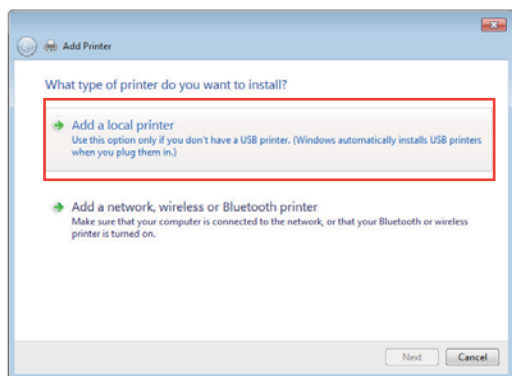 Add Printer
What type of printer do you want to install?
Add a local printer
Use this option only if you don't have a USB printer. (Windows automatically installs USB printers
when you plug them in.)
Add a network, wireless or Bluetooth printer
Make sure that your computer is connected to the network, or that your Bluetooth or wireless
printer is turned on.
Next Cancel